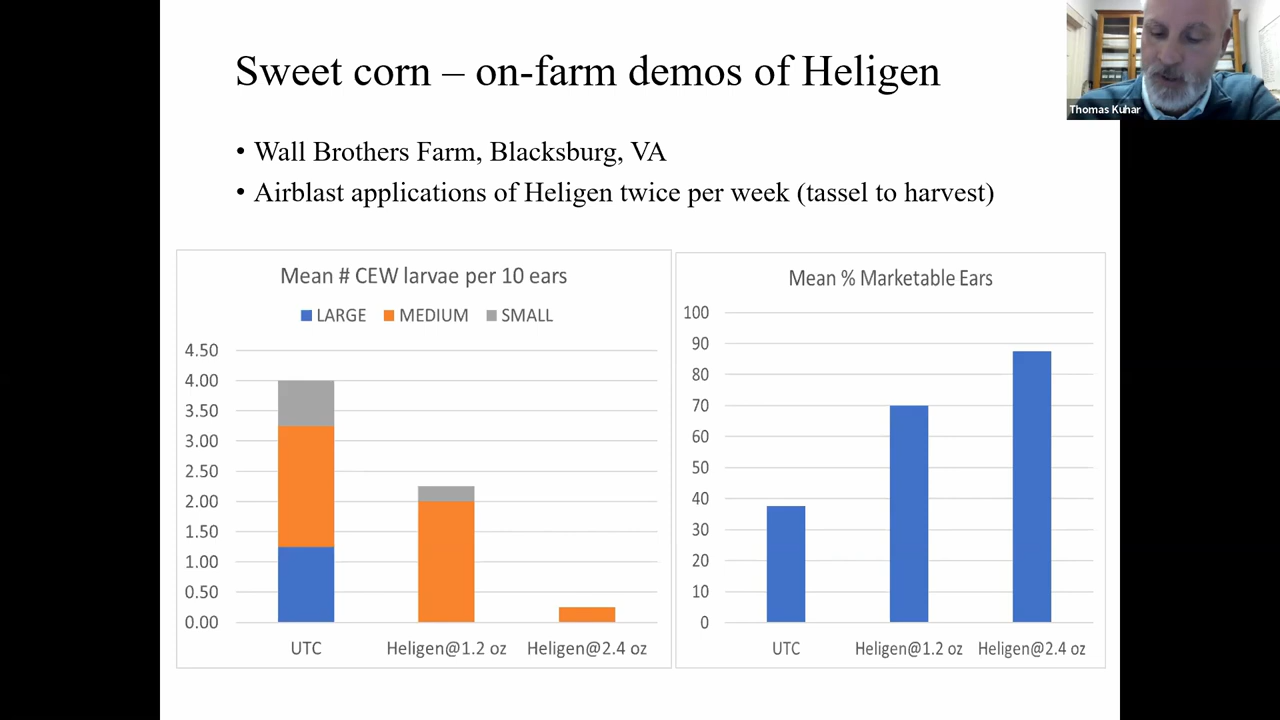 Sweet corn – on-farm demos of Heligen
Thomas Kuhar
• Wall Brothers Farm, Blacksburg, VA
• Airblast applications of Heligen twice per week (tassel to harvest)
Mean # CEW larvae per 10 ears
LARGE MEDIUM SMALL
4.50
4.00
3.50
3.00
2.50
2.00
1.50
1.00
0.50
0.00
UTC Heligen@1.2 oz Heligen@2.4 oz
Mean % Marketable Ears
100
90
80
70
60
50
40
30
20
10
0
UTC Heligen@1.2 oz Heligen@2.4 oz